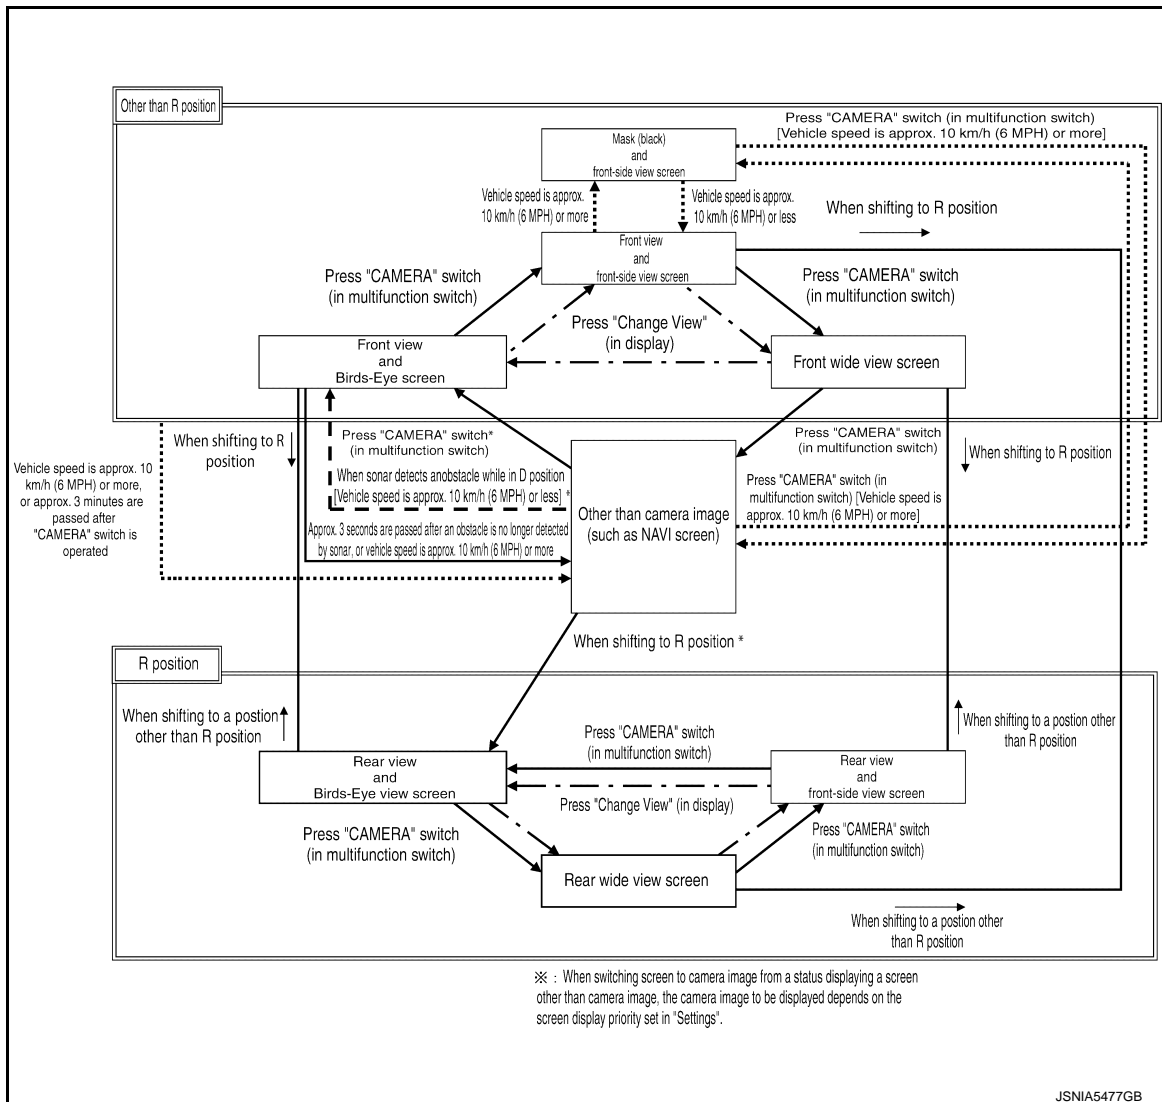 Other than R position
Press "CAMERA" switch (in multifunction switch)
[Vehicle speed is approx. 10 km/h (6 MPH) or more]
Mask (black)
and
front-side view screen
Vehicle speed is approx.
10 km/h (6 MPH) or more
Vehicle speed is approx.
10 km/h (6 MPH) or less
When shifting to R position
Front view
and
front-side view screen
Press "CAMERA" switch
(in multifunction switch)
Press "CAMERA" switch
(in multifunction switch)
Press "Change View"
(in display)
Front view
and
Birds-Eye screen
Front wide view screen
When shifting to R
position
Press "CAMERA" switch*
(in multifunction switch)
Press "CAMERA" switch
(in multifunction switch)
When shifting to R position
Vehicle speed is approx. 10
km/h (6 MPH) or more,
or approx. 3 minutes are
passed after
"CAMERA" switch is
operated
When sonar detects anobstacle while in D position
[Vehicle speed is approx. 10 km/h (6 MPH) or less] *
Press "CAMERA" switch (in
multifunction switch) [Vehicle speed is
approx. 10 km/h (6 MPH) or more]
Other than camera image
(such as NAVI screen)
Approx. 3 seconds are passed after an obstacle is no longer detected
by sonar, or vehicle speed is approx. 10 km/h (6 MPH) or more
When shifting to R position *
R position
When shifting to a postion
other than R position
When shifting to a postion other
than R position
Press "CAMERA" switch
(in multifunction switch)
Rear view
and
Birds-Eye view screen
Rear view
and
front-side view screen
Press "Change View" (in display)
Press "CAMERA" switch
(in multifunction switch)
Press "CAMERA" switch
(in multifunction switch)
Rear wide view screen
When shifting to a postion other
than R position
※ : When switching screen to camera image from a status displaying a screen
other than camera image, the camera image to be displayed depends on the
screen display priority set in "Settings".
JSNIA5477GB